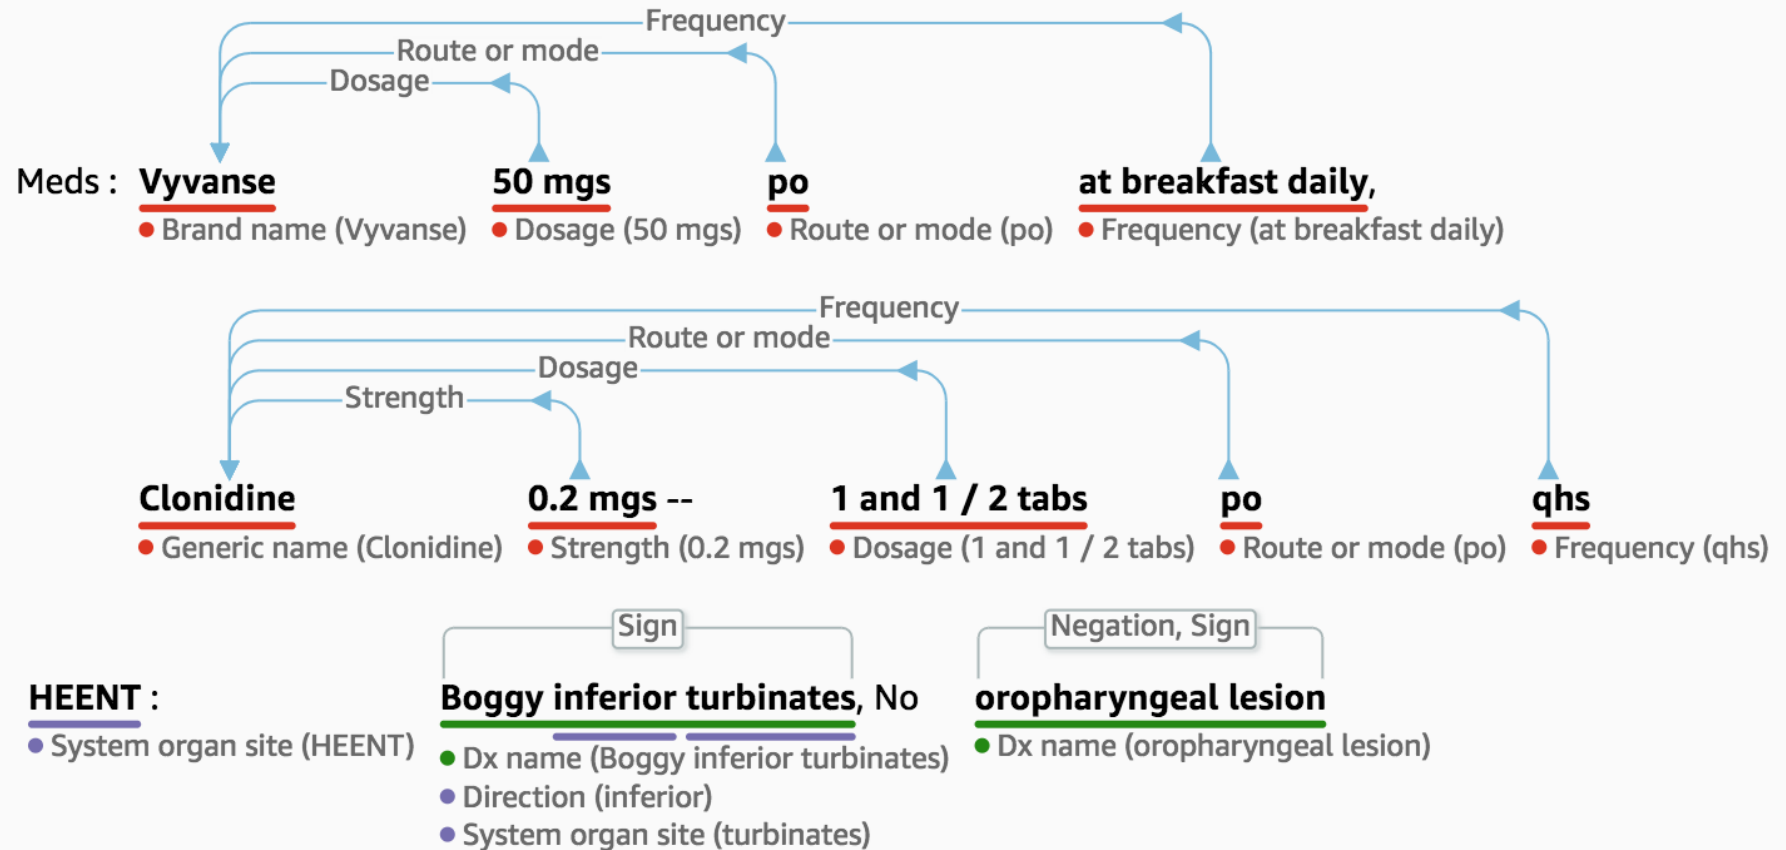 Frequency
Route or mode
Dosage
Meds : Vyvanse 50 mgs po at breakfast daily,
Brand name (Vyvanse) Dosage (50 mgs) Route or mode (po) Frequency (at breakfast daily)
Frequency
Route or mode
Dosage
Strength
Clonidine 0.2 mgs -- 1 and 1 / 2 tabs po qhs
Generic name (Clonidine) Strength (0.2 mgs) Dosage (1 and 1 / 2 tabs) Route or mode (po) Frequency (qhs)
Sign Negation, Sign
HEENT : Boggy inferior turbinates, No oropharyngeal lesion
System organ site (HEENT) Dx name (Boggy inferior turbinates) Dx name (oropharyngeal lesion)
Direction (inferior)
System organ site (turbinates)